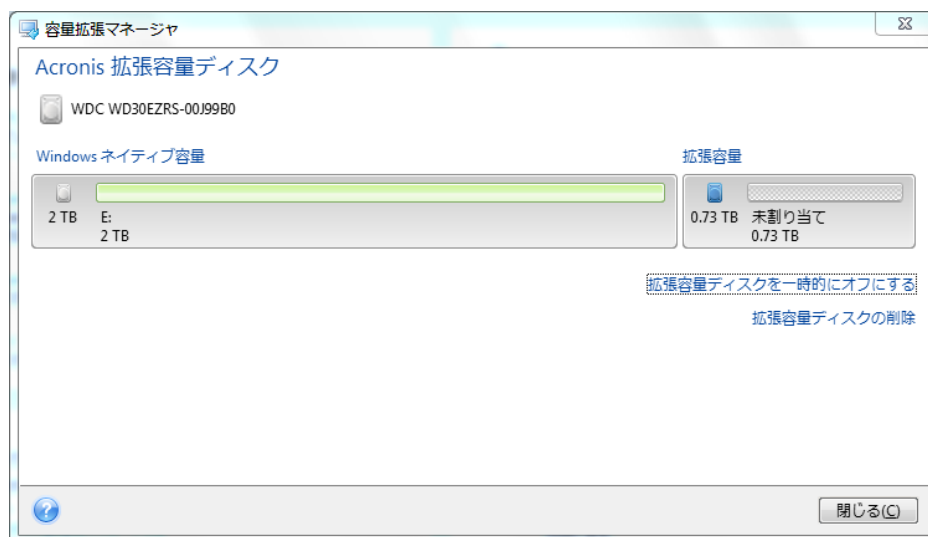 容量拡張マネージャ
Acronis 拡張容量ディスク
WDC WD30EZRS-00J99B0
Windows ネイティブ容量
拡張容量
2 TB
E:
2 TB
0.73 TB
未割り当て
0.73 TB
拡張容量ディスクを一時的にオフにする
拡張容量ディスクの削除
?
閉じる(C)